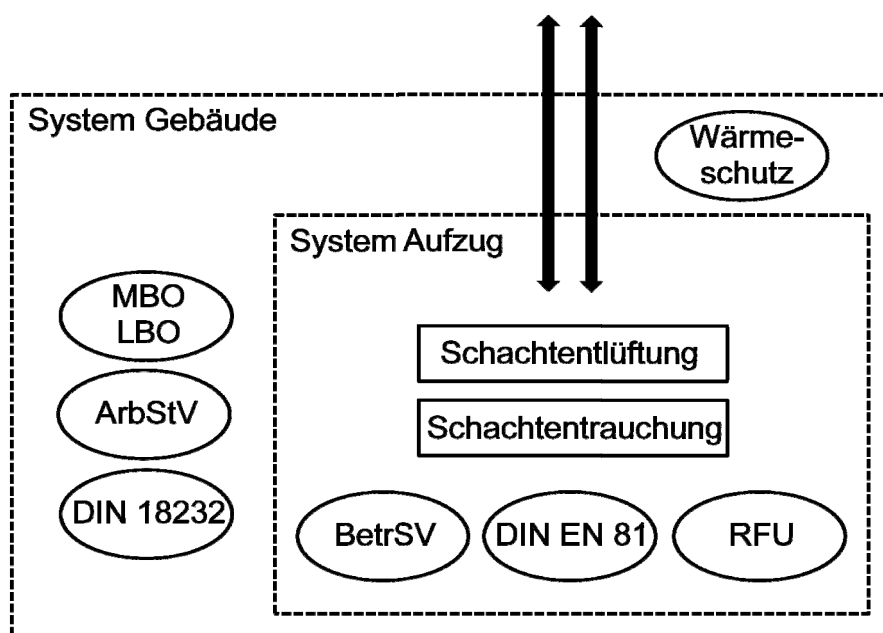 System Gebäude
Wärme-
schutz
System Aufzug
MBO
LBO
Schachtentlüftung
ArbStV
Schachtentrauchung
DIN 18232
BetrSV
DIN EN 81
RFU